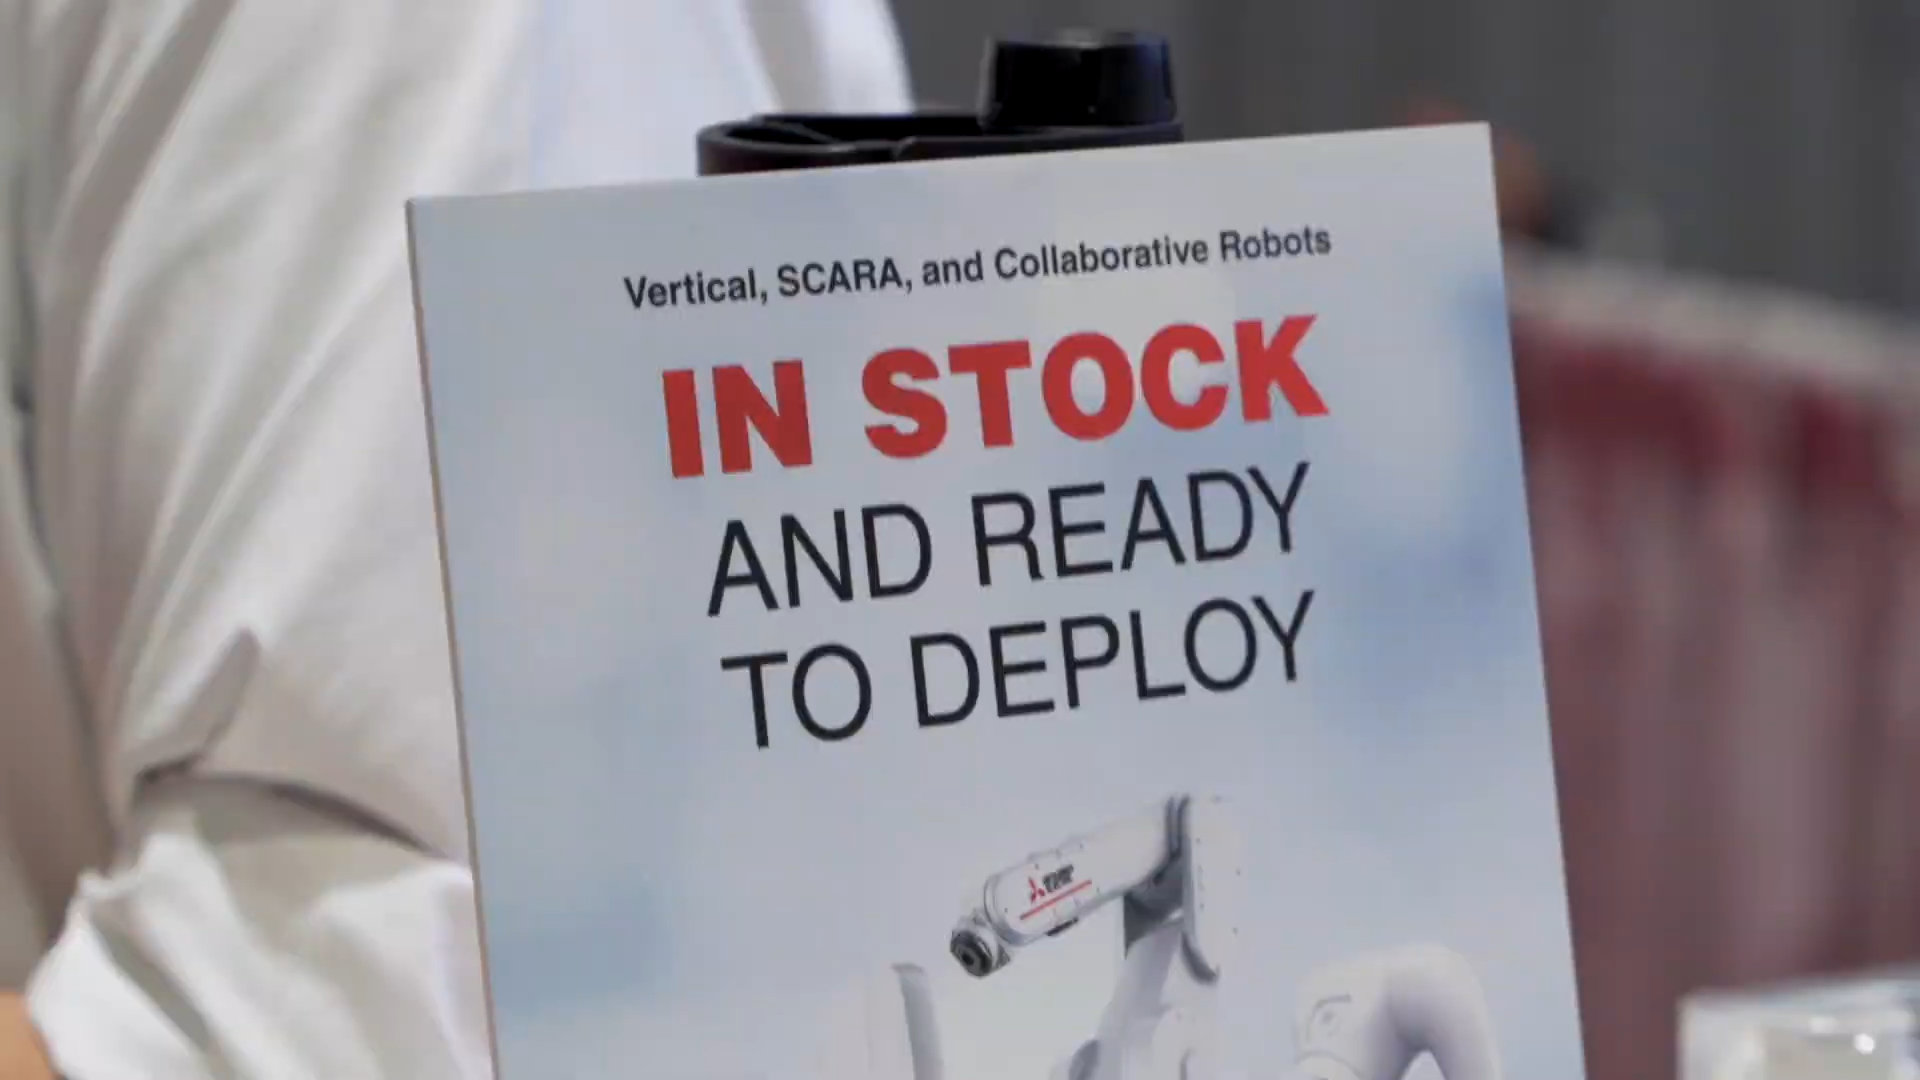 Vertical, SCARA, and Collaborative Robots
IN STOCK
AND READY
TO DEPLOY